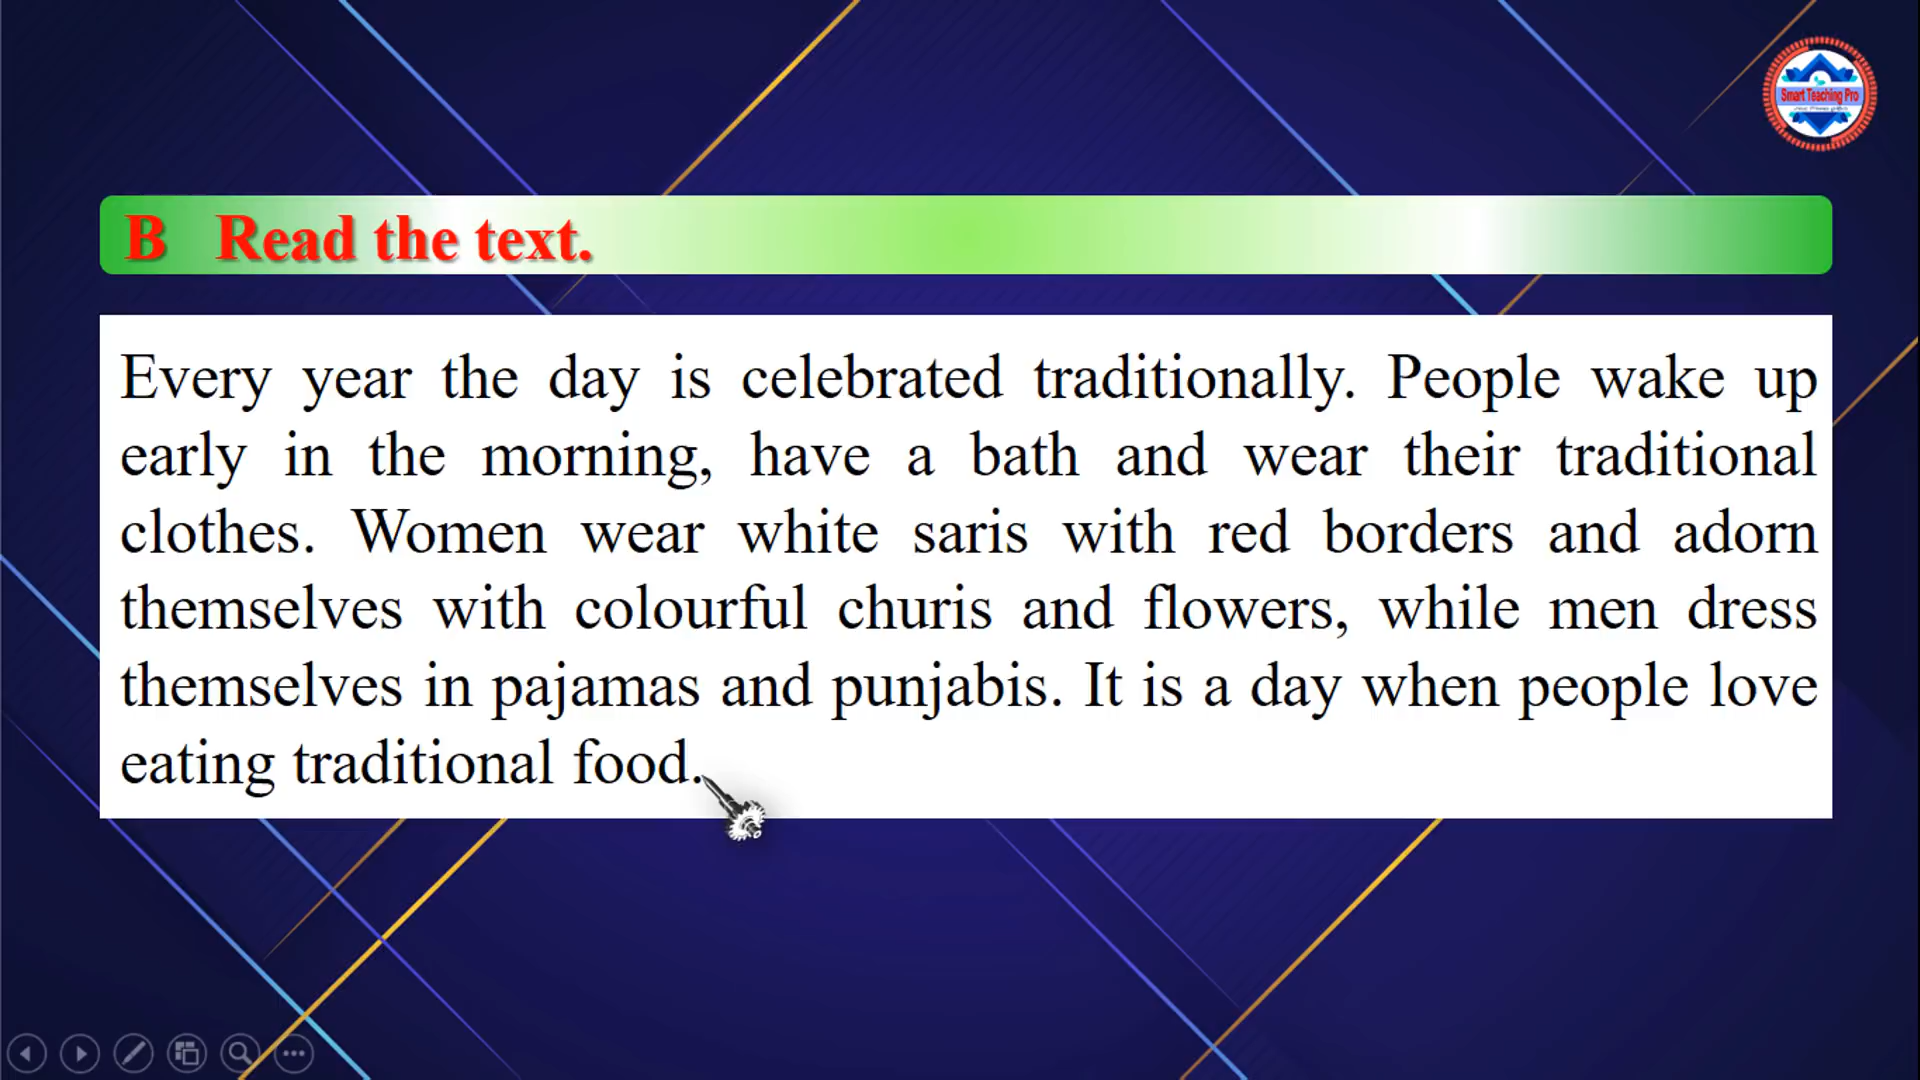 Smart Teaching Pro
B Read the text.
Every year the day is celebrated traditionally. People wake up
early in the morning, have a bath and wear their traditional
clothes. Women wear white saris with red borders and adorn
themselves with colourful churis and flowers, while men dress
themselves in pajamas and punjabis. It is a day when people love
eating traditional food.